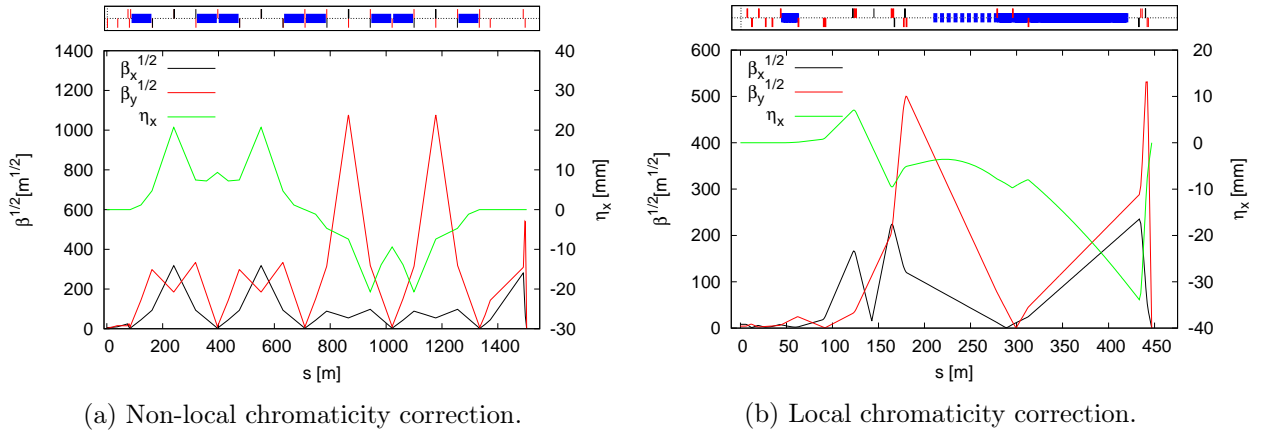 1400
1200
1000
800
600
400
200
0
β^{1/2}[m^{1/2}]
β_x^{1/2}
β_y^{1/2}
η_x
40
30
20
10
0
-10
-20
-30
η_x [mm]
0 200 400 600 800 1000 1200 1400
s [m]
(a) Non-local chromaticity correction.
600
500
400
300
200
100
0
β^{1/2}[m^{1/2}]
β_x^{1/2}
β_y^{1/2}
η_x
20
10
0
-10
-20
-30
-40
η_x [mm]
0 50 100 150 200 250 300 350 400 450
s [m]
(b) Local chromaticity correction.